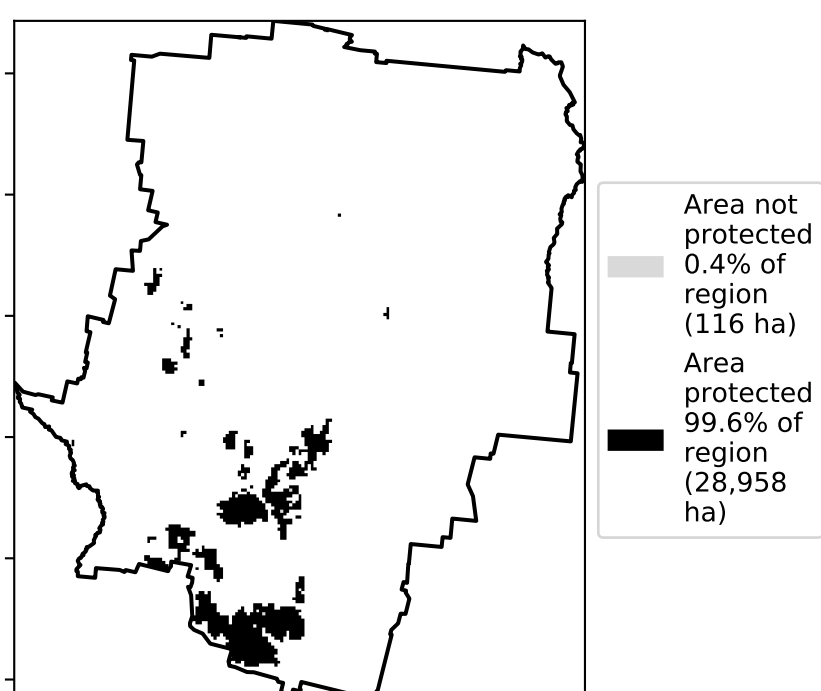 Area not
protected
0.4% of
region
(116 ha)
Area
protected
99.6% of
region
(28,958
ha)